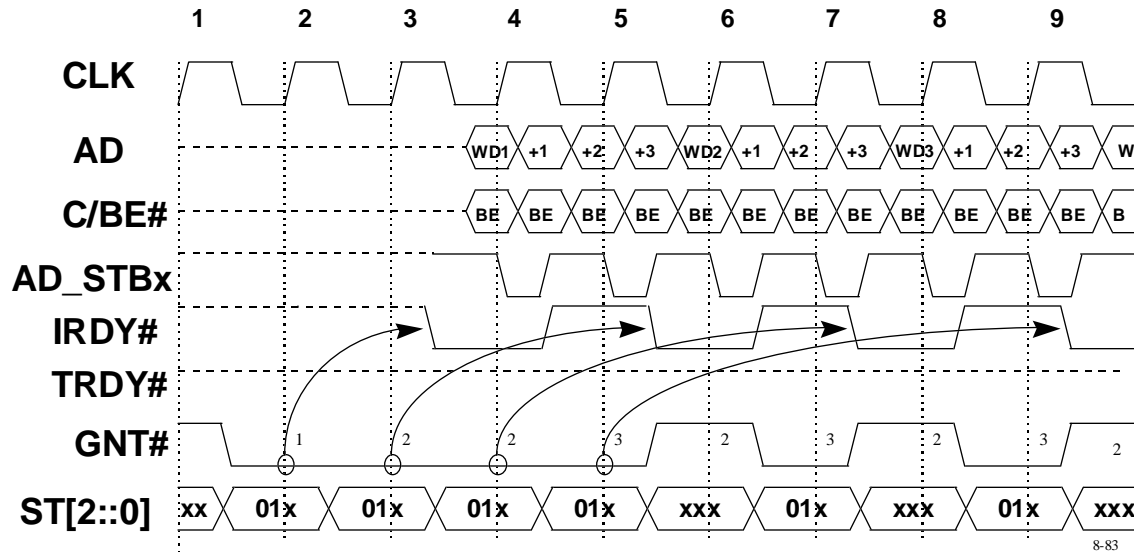 1 2 3 4 5 6 7 8 9
CLK
AD WD1 +1 +2 +3 WD2 +1 +2 +3 WD3 +1 +2 +3 W
C/BE# BE BE BE BE BE BE BE BE BE BE BE BE B
AD_STBx
IRDY#
TRDY#
GNT# 1 2 2 3 2 3 2 3 2
ST[2::0] xx 01x 01x 01x 01x xxx 01x xxx 01x xxx
8-83